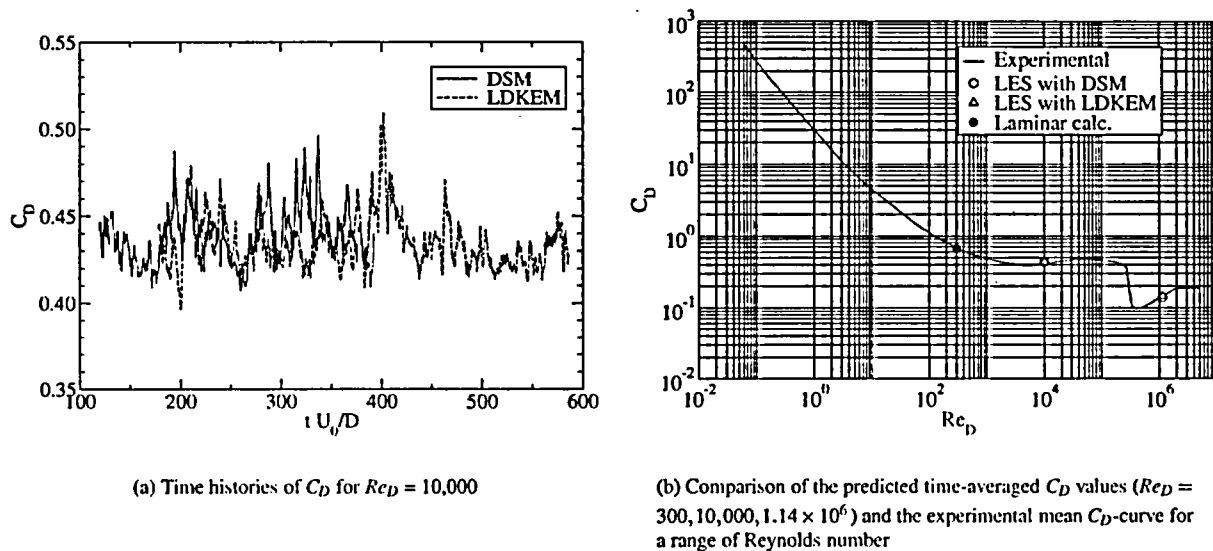 0.55
0.50
0.45
0.40
0.35
C_D
DSM
LDKEM
100 200 300 400 500 600
t U_0/D
(a) Time histories of C_D for Re_D = 10,000
10^3
10^2
10^1
10^0
10^-1
10^-2
C_D
Experimental
LES with DSM
LES with LDKEM
Laminar calc.
10^-2 10^0 10^2 10^4 10^6
Re_D
(b) Comparison of the predicted time-averaged C_D values (Re_D =
300, 10,000, 1.14 × 10^6) and the experimental mean C_D-curve for
a range of Reynolds number